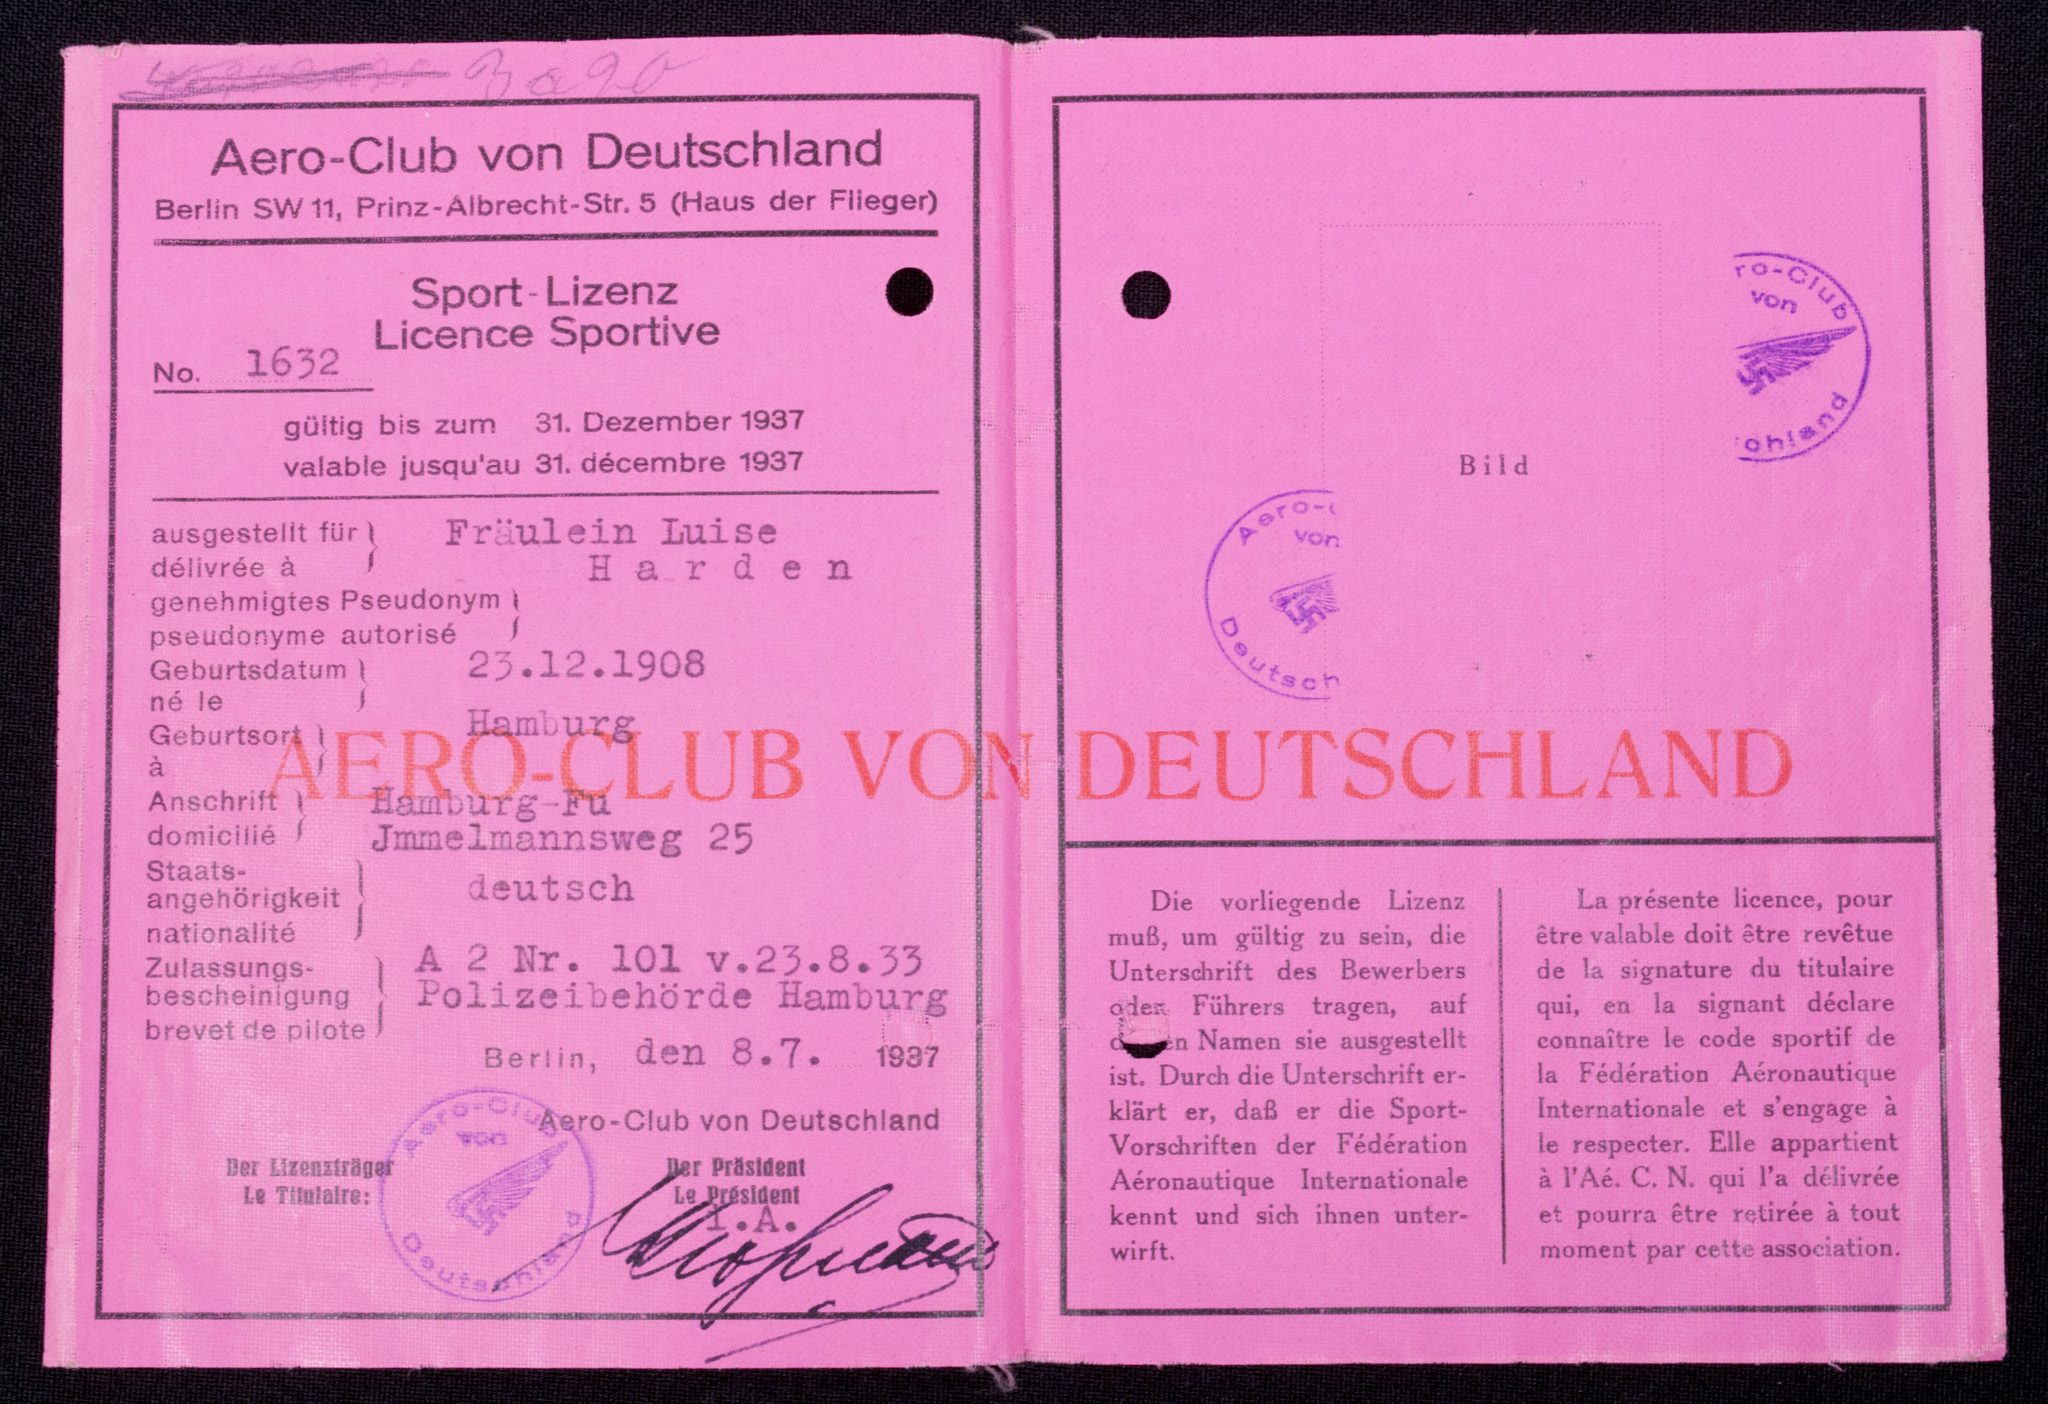 Aero-Club von Deutschland
Berlin SW 11, Prinz-Albrecht-Str. 5 (Haus der Flieger)
Sport-Lizenz
Licence Sportive
No. 1632
gültig bis zum 31. Dezember 1937
valable jusqu'au 31. décembre 1937
ausgestellt für } Fräulein Luise
délivrée à Harden
genehmigtes Pseudonym }
pseudonyme autorisé
Geburtsdatum } 23.12.1908
né le
Geburtsort } Hamburg
à
AERO-CLUB VON DEUTSCHLAND
Anschrift } Hamburg-Fu
domicilié Jmmelmannsweg 25
Staats-
angehörigkeit } deutsch
nationalité
Zulassungs- } A 2 Nr. 101 v.23.8.33
bescheinigung Polizeibehörde Hamburg
brevet de pilote
Berlin, den 8.7. 1937
Aero-Club von Deutschland
Aero-Club
von
Deutschland
Der Lizenzträger
Le Titulaire:
Der Präsident
Le Président
i.A.
Bild
ro-Club
von
chland
Aero-C
von
Deutsch
Die vorliegende Lizenz
muß, um gültig zu sein, die
Unterschrift des Bewerbers
oder Führers tragen, auf
Namen sie ausgestellt
ist. Durch die Unterschrift er-
klärt er, daß er die Sport-
Vorschriften der Fédération
Aéronautique Internationale
kennt und sich ihnen unter-
wirft.
La présente licence, pour
être valable doit être revêtue
de la signature du titulaire
qui, en la signant déclare
connaître le code sportif de
la Fédération Aéronautique
Internationale et s'engage à
le respecter. Elle appartient
à l'Aé. C. N. qui l'a délivrée
et pourra être retirée à tout
moment par cette association.